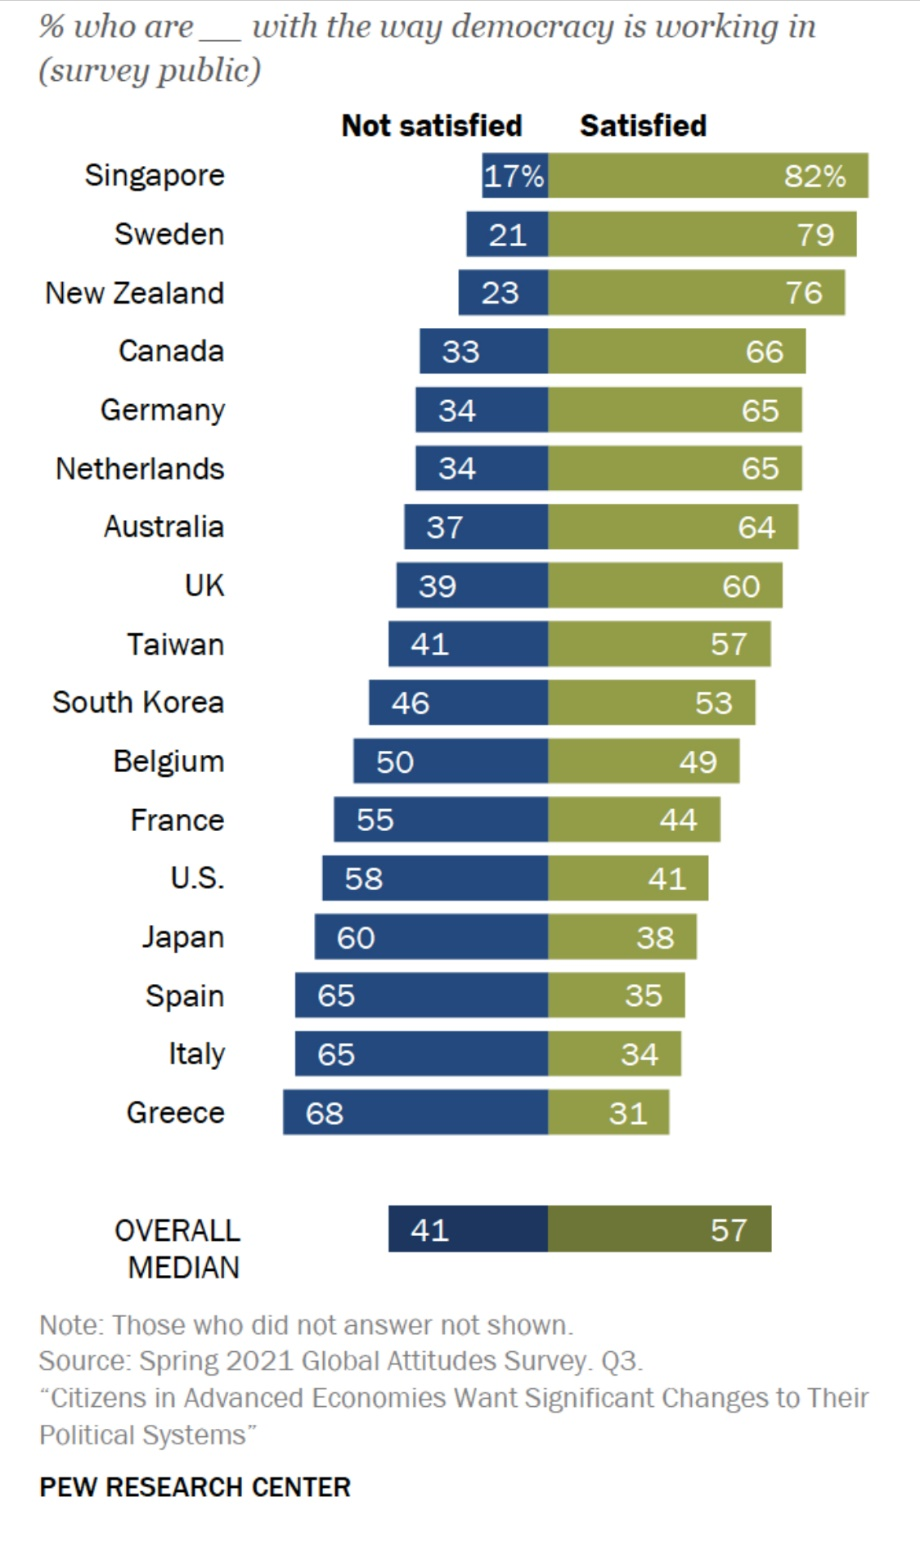 % who are __ with the way democracy is working in
(survey public)
Not satisfied Satisfied
Singapore 17% 82%
Sweden 21 79
New Zealand 23 76
Canada 33 66
Germany 34 65
Netherlands 34 65
Australia 37 64
UK 39 60
Taiwan 41 57
South Korea 46 53
Belgium 50 49
France 55 44
U.S. 58 41
Japan 60 38
Spain 65 35
Italy 65 34
Greece 68 31
OVERALL 41 57
MEDIAN
Note: Those who did not answer not shown.
Source: Spring 2021 Global Attitudes Survey. Q3.
“Citizens in Advanced Economies Want Significant Changes to Their
Political Systems”
PEW RESEARCH CENTER